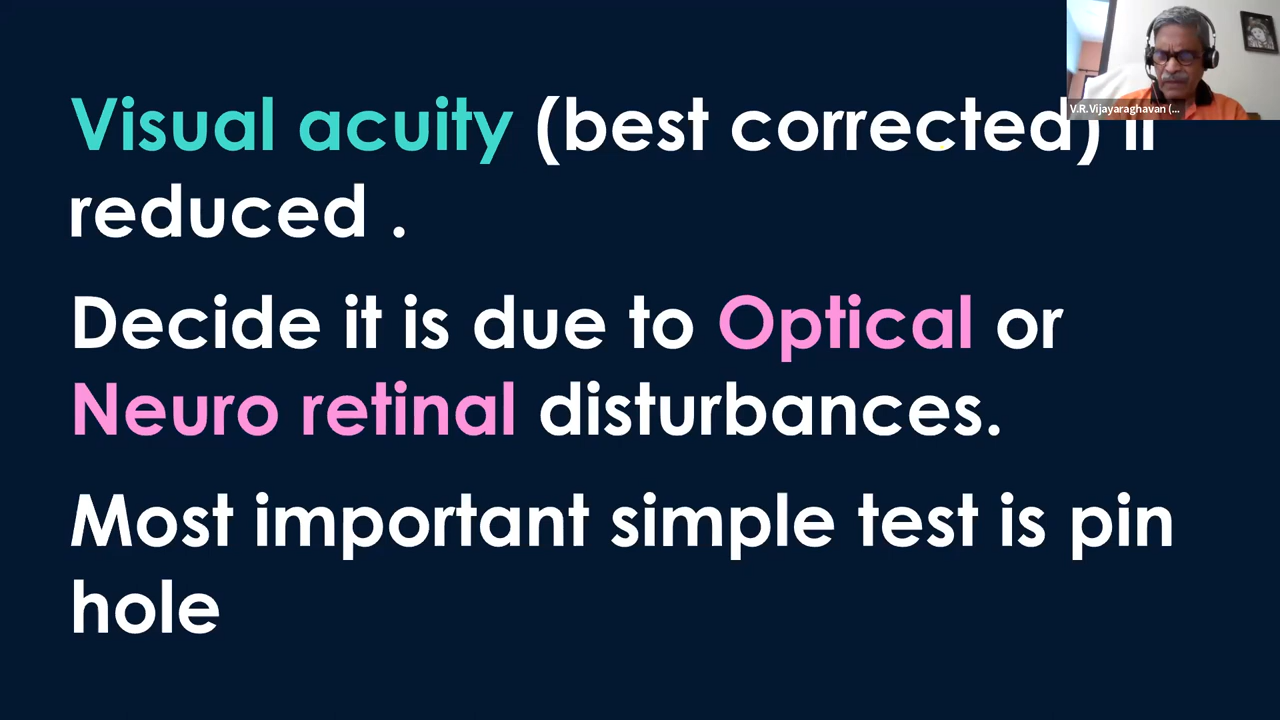 Visual acuity (best corrected)
reduced .
Decide it is due to Optical or
Neuro retinal disturbances.
Most important simple test is pin
hole
V.R.Vijayaraghavan (...